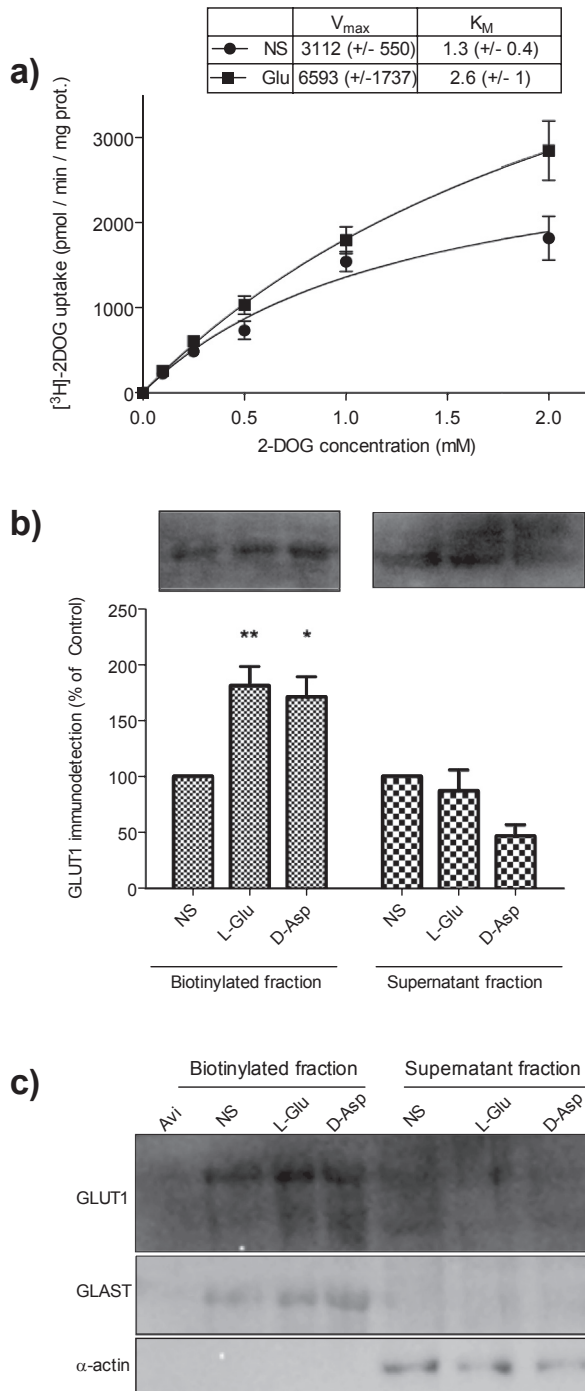 V_max K_M
NS 3112 (+/- 550) 1.3 (+/- 0.4)
a)
Glu 6593 (+/-1737) 2.6 (+/- 1)
[³H]-2DOG uptake (pmol / min / mg prot.)
3000
2000
1000
0
0.0 0.5 1.0 1.5 2.0
2-DOG concentration (mM)
b)
GLUT1 immunodetection (% of Control)
250
200
150
100
50
0
** *
NS L-Glu D-Asp NS L-Glu D-Asp
Biotinylated fraction Supernatant fraction
c)
Biotinylated fraction Supernatant fraction
Avi NS L-Glu D-Asp NS L-Glu D-Asp
GLUT1
GLAST
α-actin